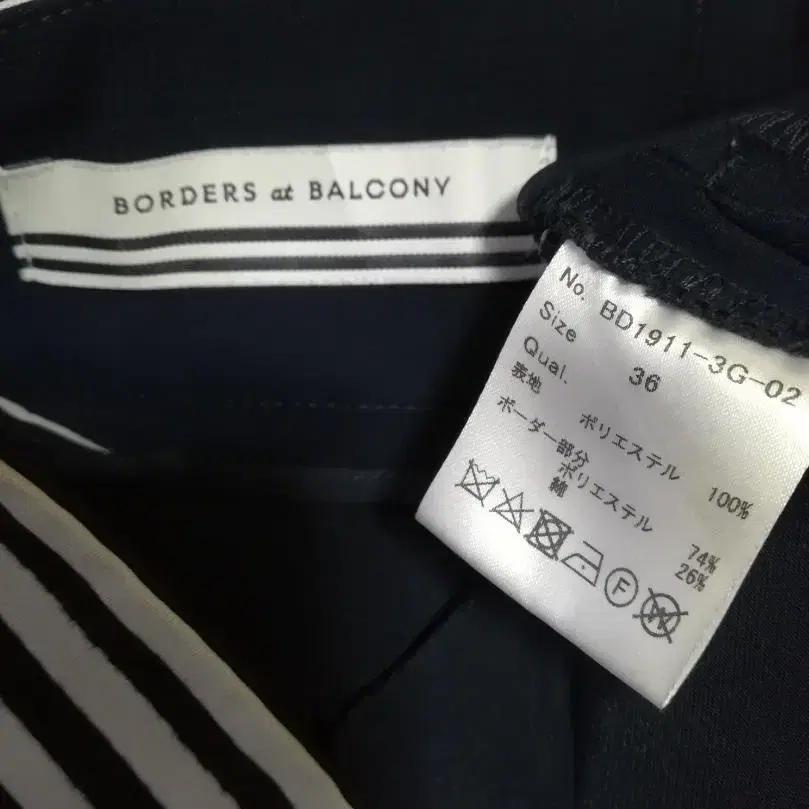 BORDERS at BALCONY
No. BD1911-3G-02
Size 36
Qual.
表地 ポリエステル 100%
ボーダー部分
ポリエステル 74%
綿 26%
F
W